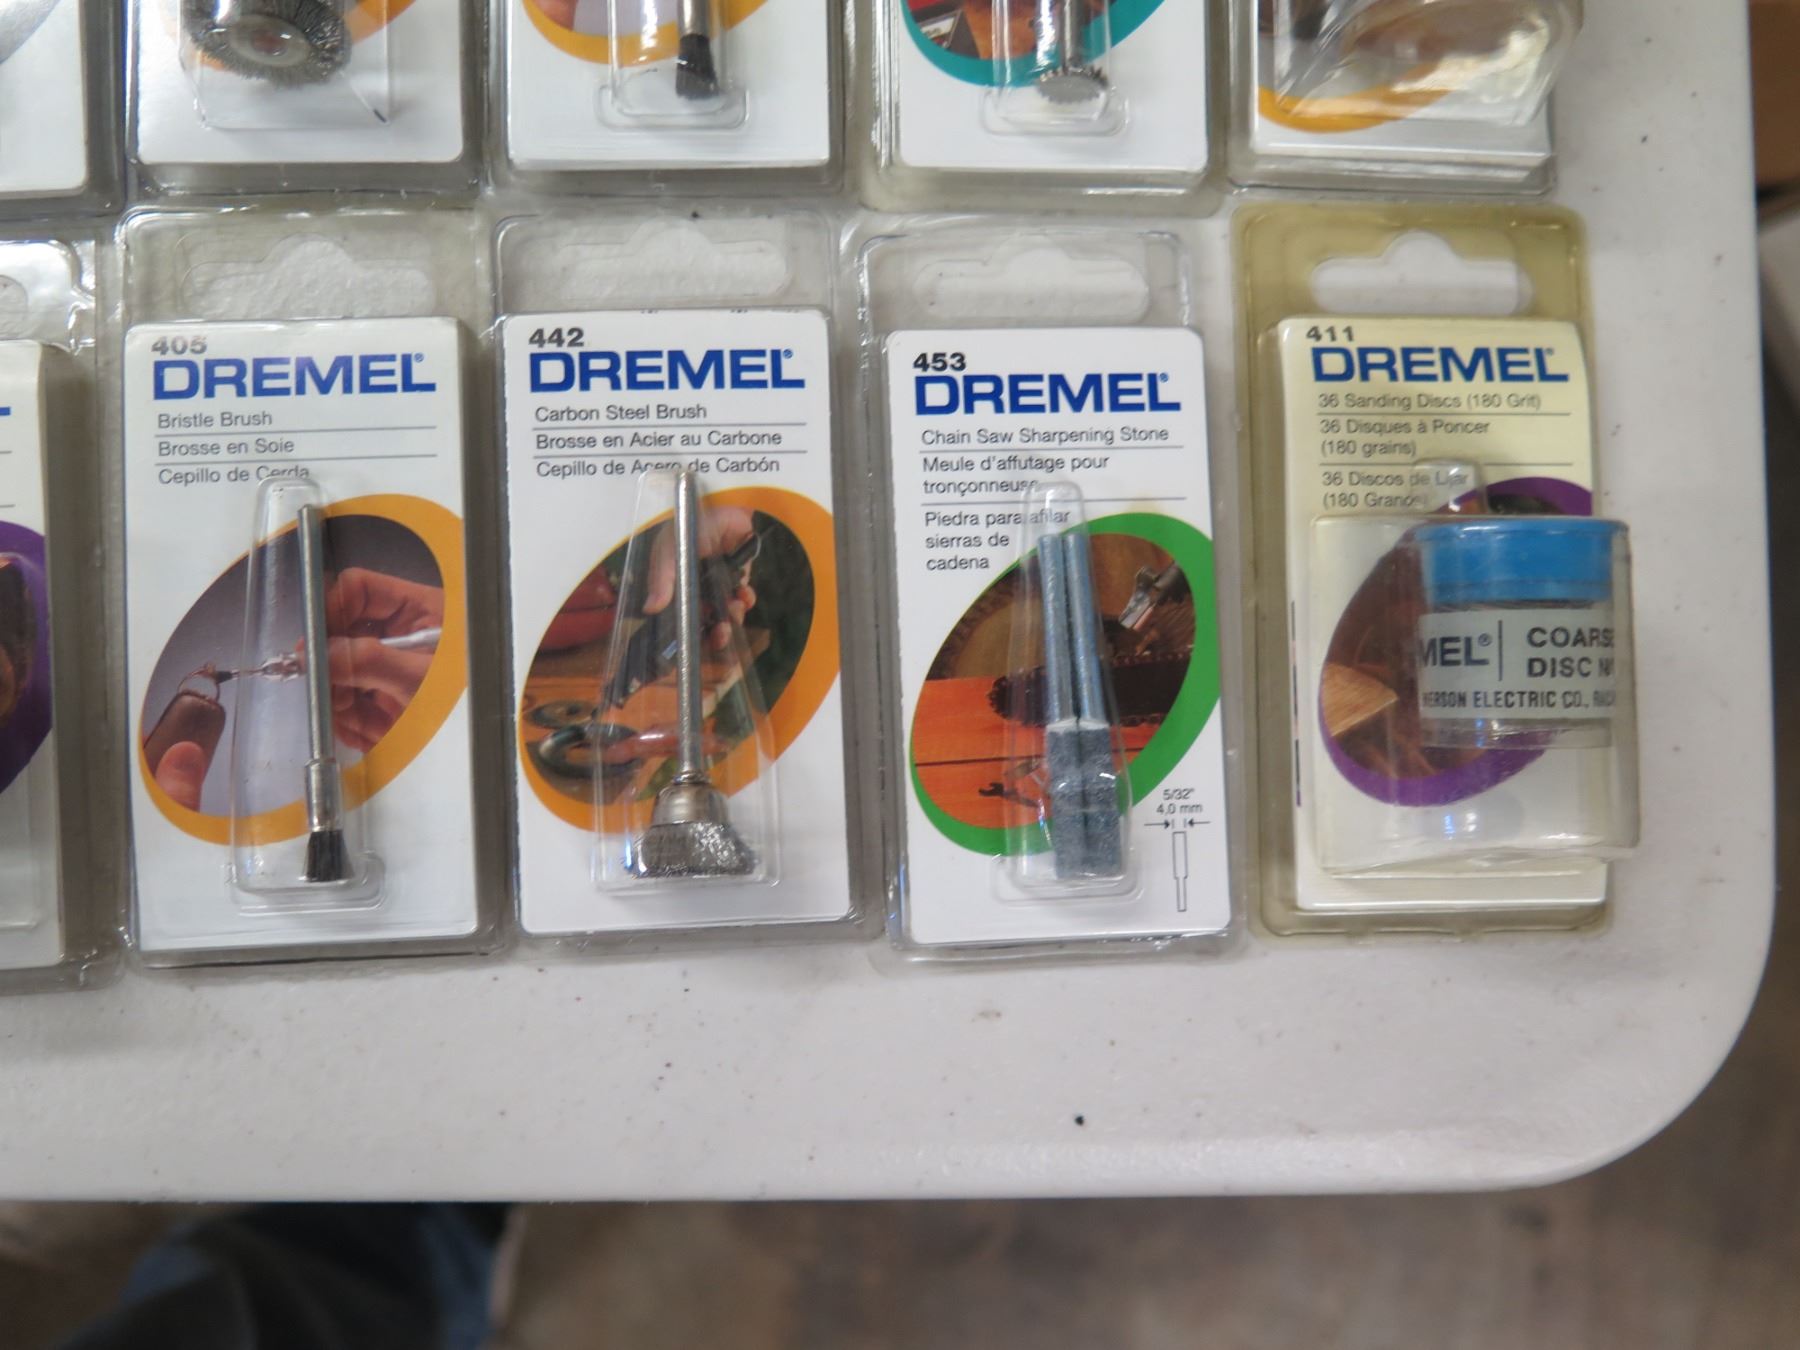 405
DREMEL®
Bristle Brush
Brosse en Soie
Cepillo de Cerda
442
DREMEL®
Carbon Steel Brush
Brosse en Acier au Carbone
Cepillo de Acero de Carbón
453
DREMEL®
Chain Saw Sharpening Stone
Meule d'affutage pour
tronçonneuse
Piedra para afilar
sierras de
cadena
5/32"
4,0 mm
411
DREMEL®
36 Sanding Discs (180 Grit)
36 Disques à Poncer
(180 grains)
36 Discos de Lijar
(180 Granos)
MEL® COARSE
DISC N
ERSON ELECTRIC CO.,